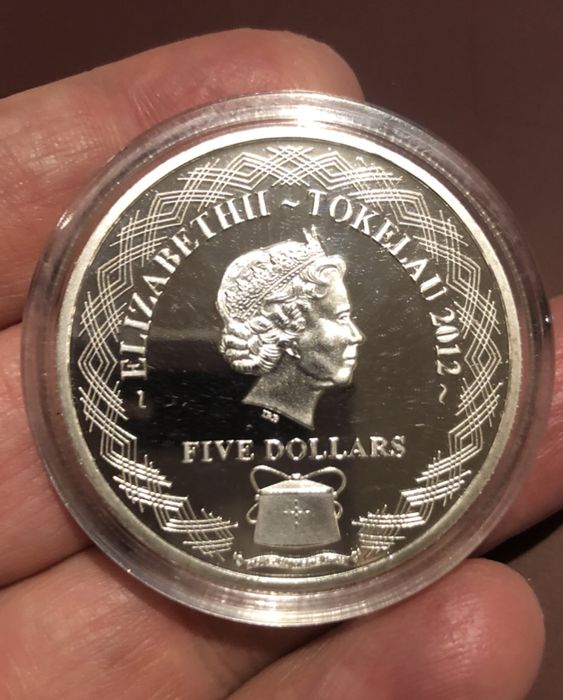 ~ ELIZABETH II ~ TOKELAU 2012 ~
FIVE DOLLARS